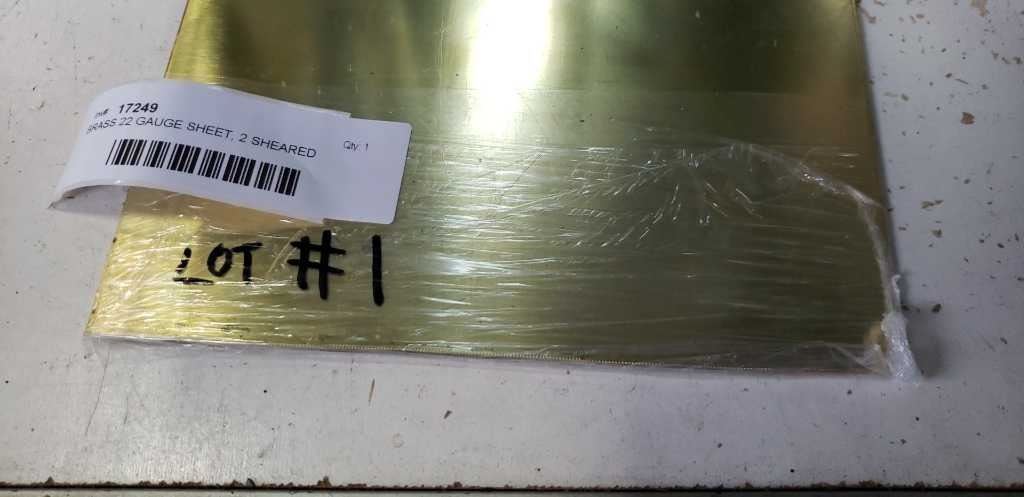 17249
BRASS 22 GAUGE SHEET, 2 SHEARED
Qty: 1
LOT #1